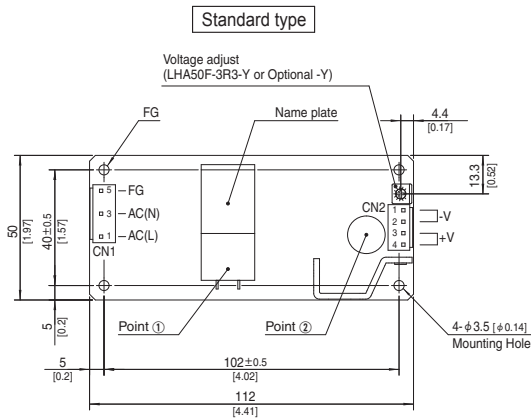 Standard type
Voltage adjust
(LHA50F-3R3-Y or Optional -Y)
4.4
[0.17]
FG
Name plate
13.3
[0.52]
5
FG
3
AC(N)
1
AC(L)
CN1
CN2
1
2
3
4
-V
+V
50
[1.97]
40±0.5
[1.57]
5
[0.2]
Point ①
Point ②
4-φ3.5 [φ0.14]
Mounting Hole
5
[0.2]
102±0.5
[4.02]
112
[4.41]